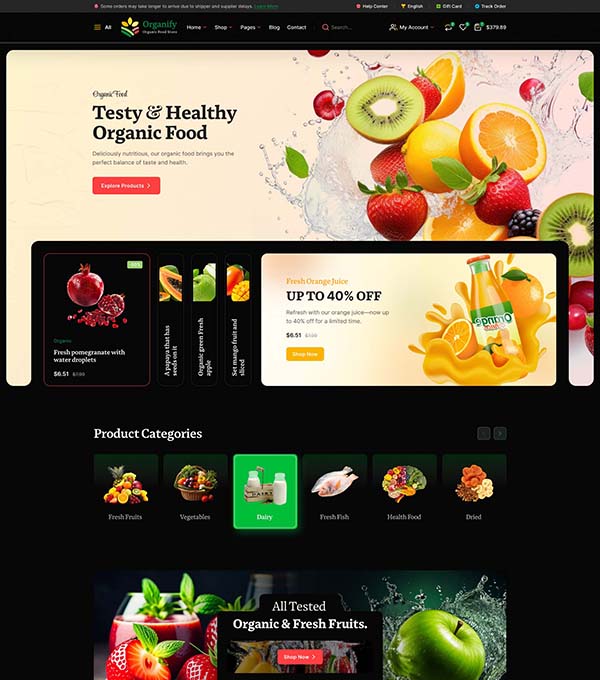 Some orders may take longer to arrive due to shipper and supplier delays. Learn More
Help Center
English
Gift Card
Track Order
All
Organify
Organic Food Store
Home
Shop
Pages
Blog
Contact
Search...
My Account
$379.89
Organic Food
Testy & Healthy
Organic Food
Deliciously nutritious, our organic food brings you the
perfect balance of taste and health.
Explore Products
Organic
Fresh pomegranate with
water droplets
$6.51
A papaya that has
seeds on it
Organic green Fresh
apple
Set mango fruit and
sliced
Fresh Orange Juice
UP TO 40% OFF
Refresh with our orange juice—now up
to 40% off for a limited time.
$6.51
Shop Now
Product Categories
Fresh Fruits
Vegetables
DAIRY
Dairy
Fresh Fish
Health Food
Dried
All Tested
Organic & Fresh Fruits.
Shop Now